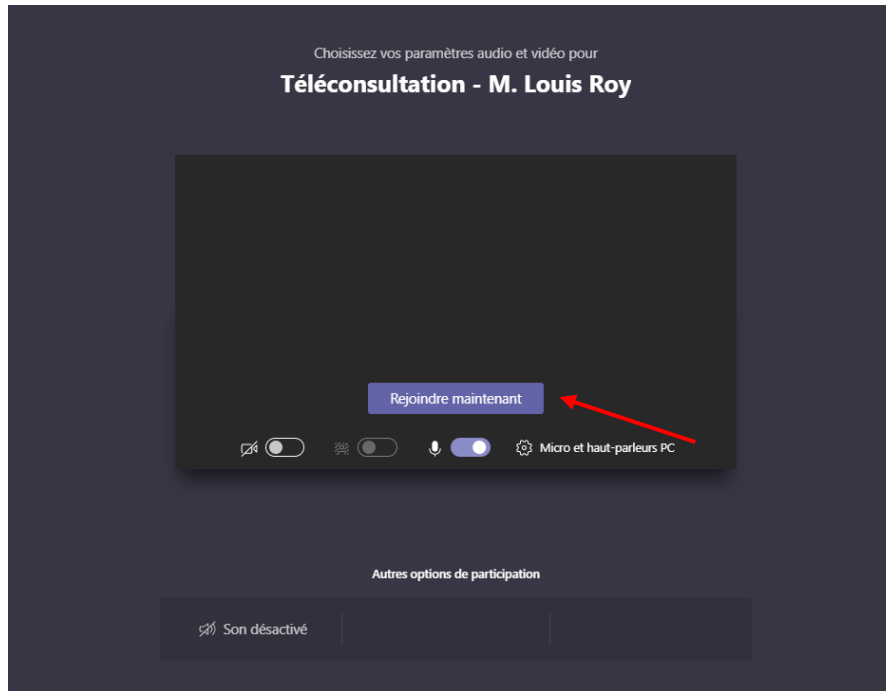 Choisissez vos paramètres audio et vidéo pour
Téléconsultation - M. Louis Roy
Rejoindre maintenant
Micro et haut-parleurs PC
Autres options de participation
Son désactivé